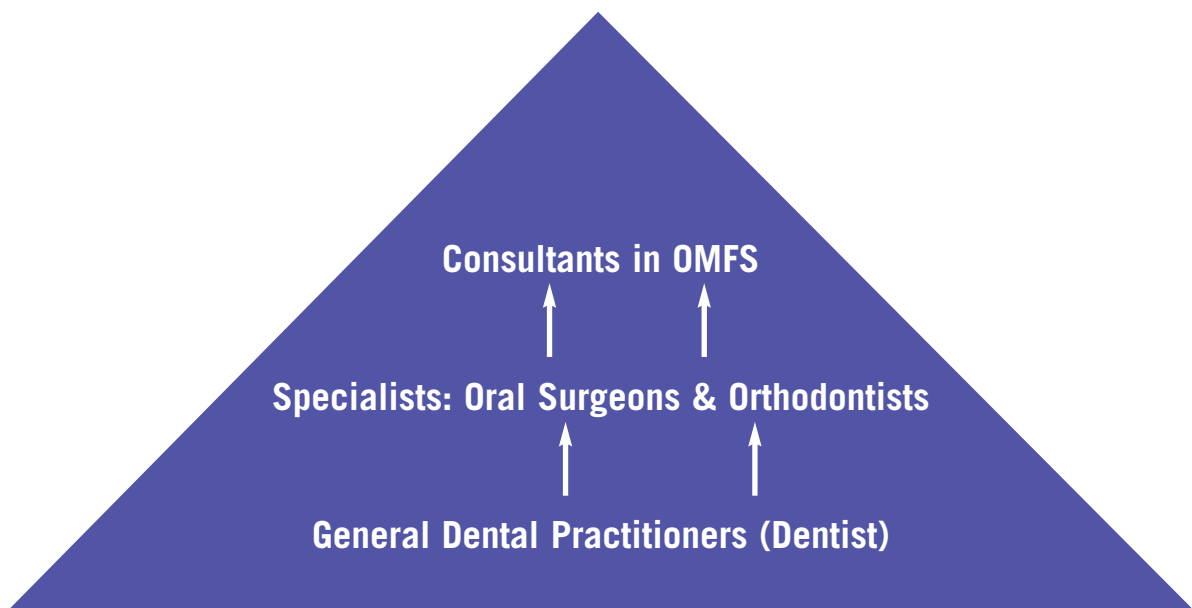 Consultants in OMFS
Specialists: Oral Surgeons & Orthodontists
General Dental Practitioners (Dentist)